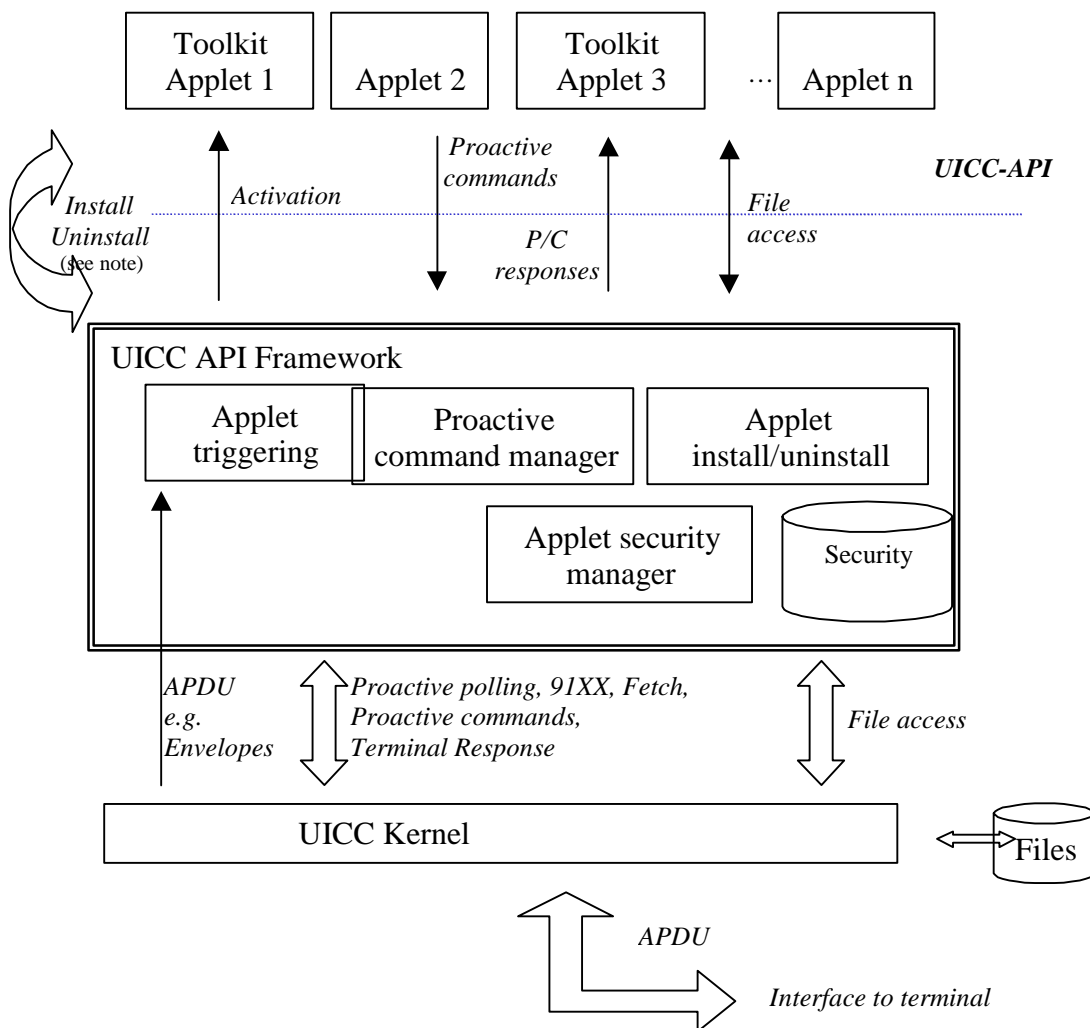 Toolkit
Applet 1
Applet 2
Toolkit
Applet 3
...
Applet n
Proactive
commands
UICC-API
Install
Uninstall
(see note)
Activation
File
access
P/C
responses
UICC API Framework
Applet
triggering
Proactive
command manager
Applet
install/uninstall
Applet security
manager
Security
APDU
e.g.
Envelopes
Proactive polling, 91XX, Fetch,
Proactive commands,
Terminal Response
File access
UICC Kernel
Files
APDU
Interface to terminal